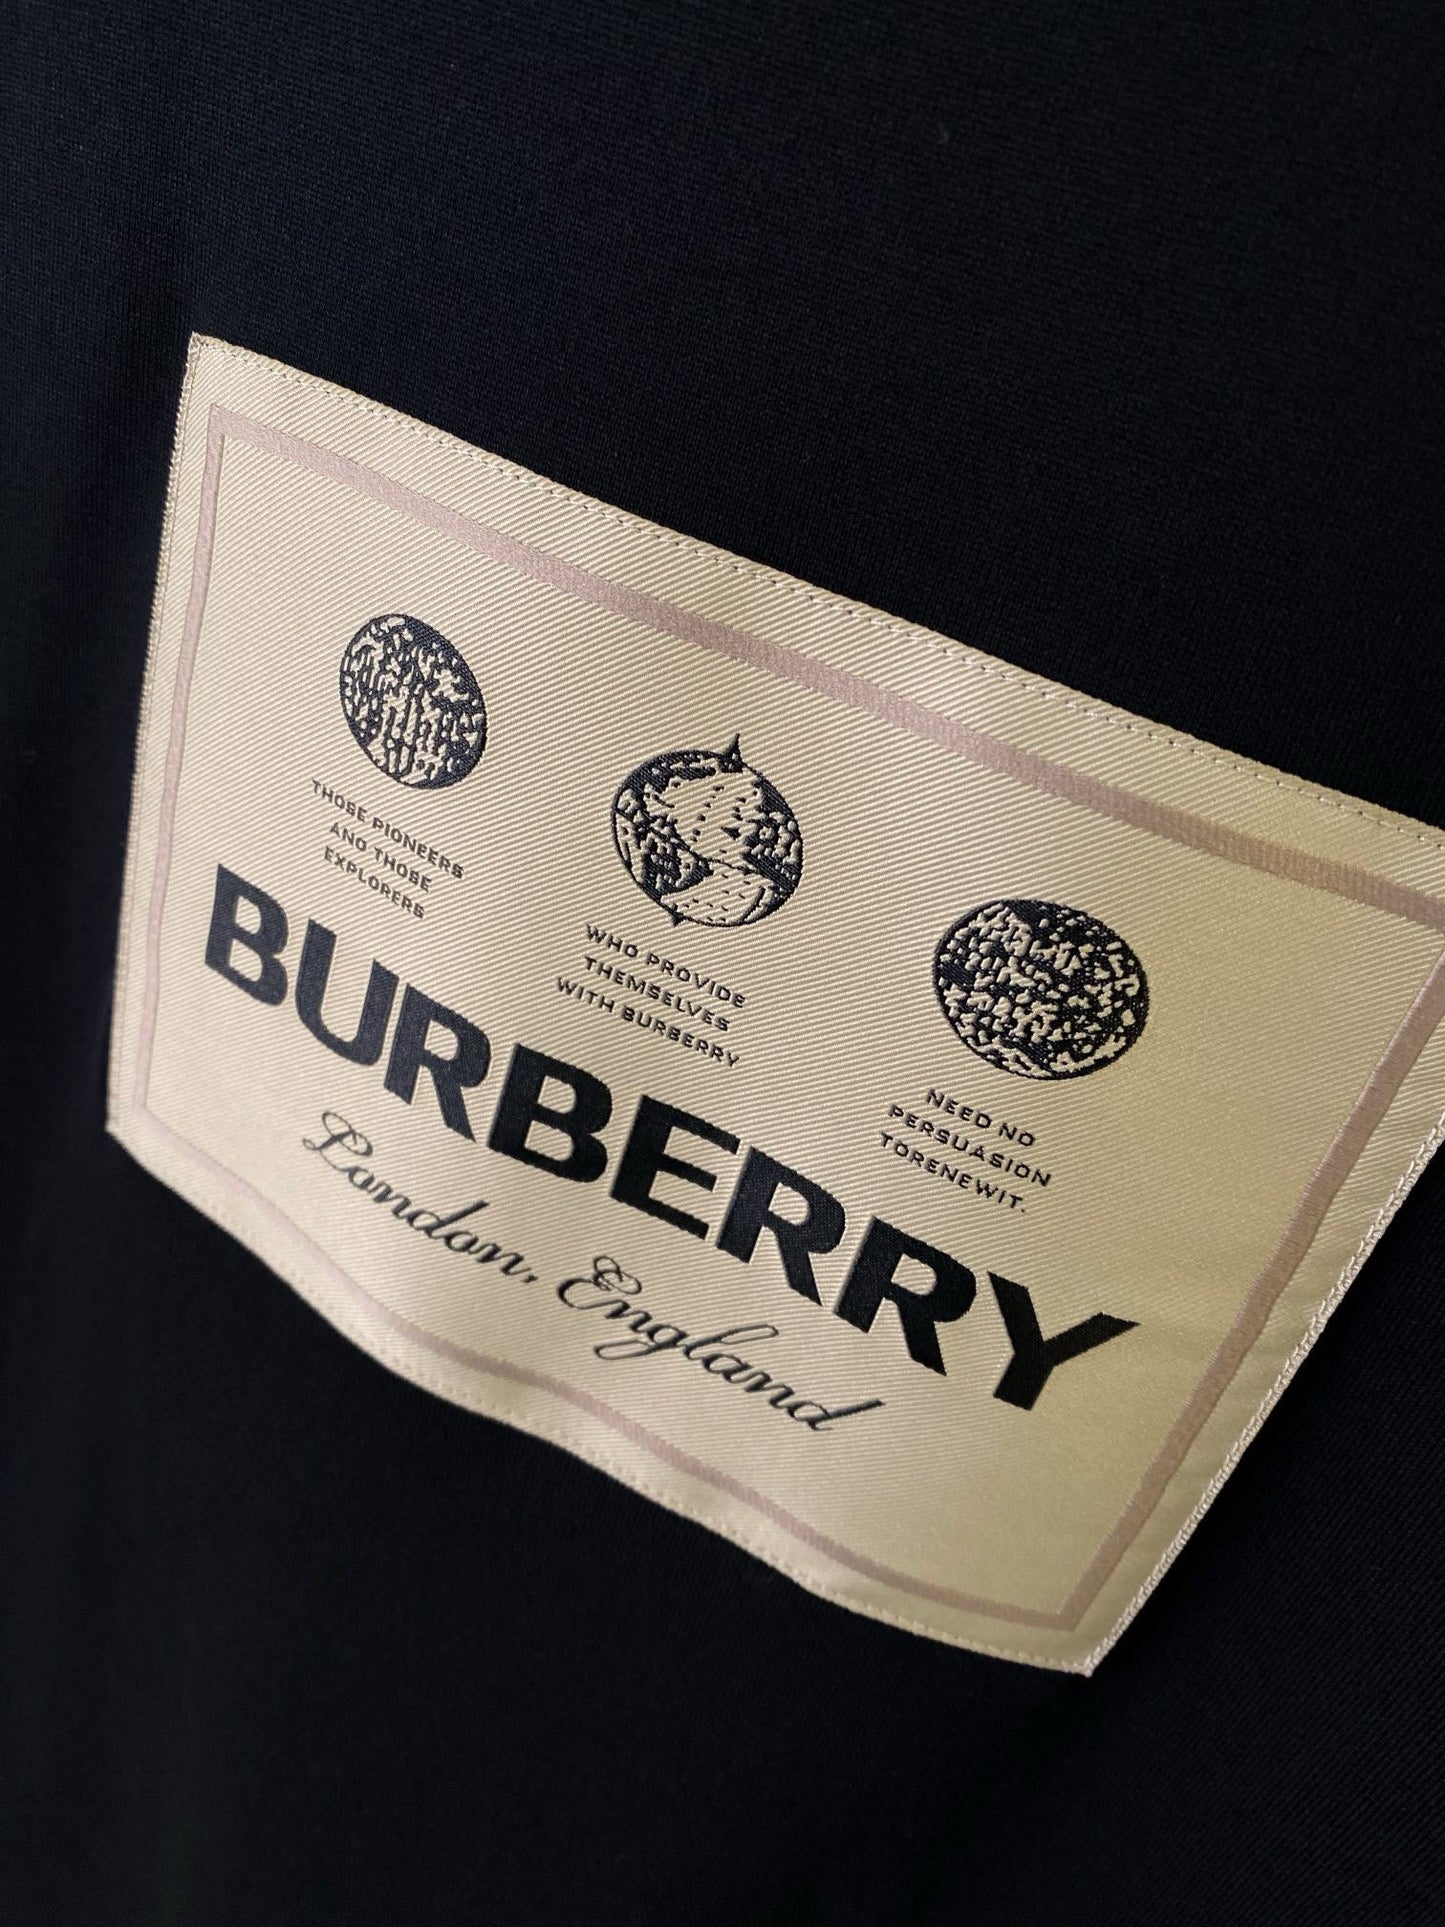 THOSE PIONEERS
AND THOSE
EXPLORERS
WHO PROVIDE
THEMSELVES
WITH BURBERRY
NEED NO
PERSUASION
TORENEWIT.
BURBERRY
London, England